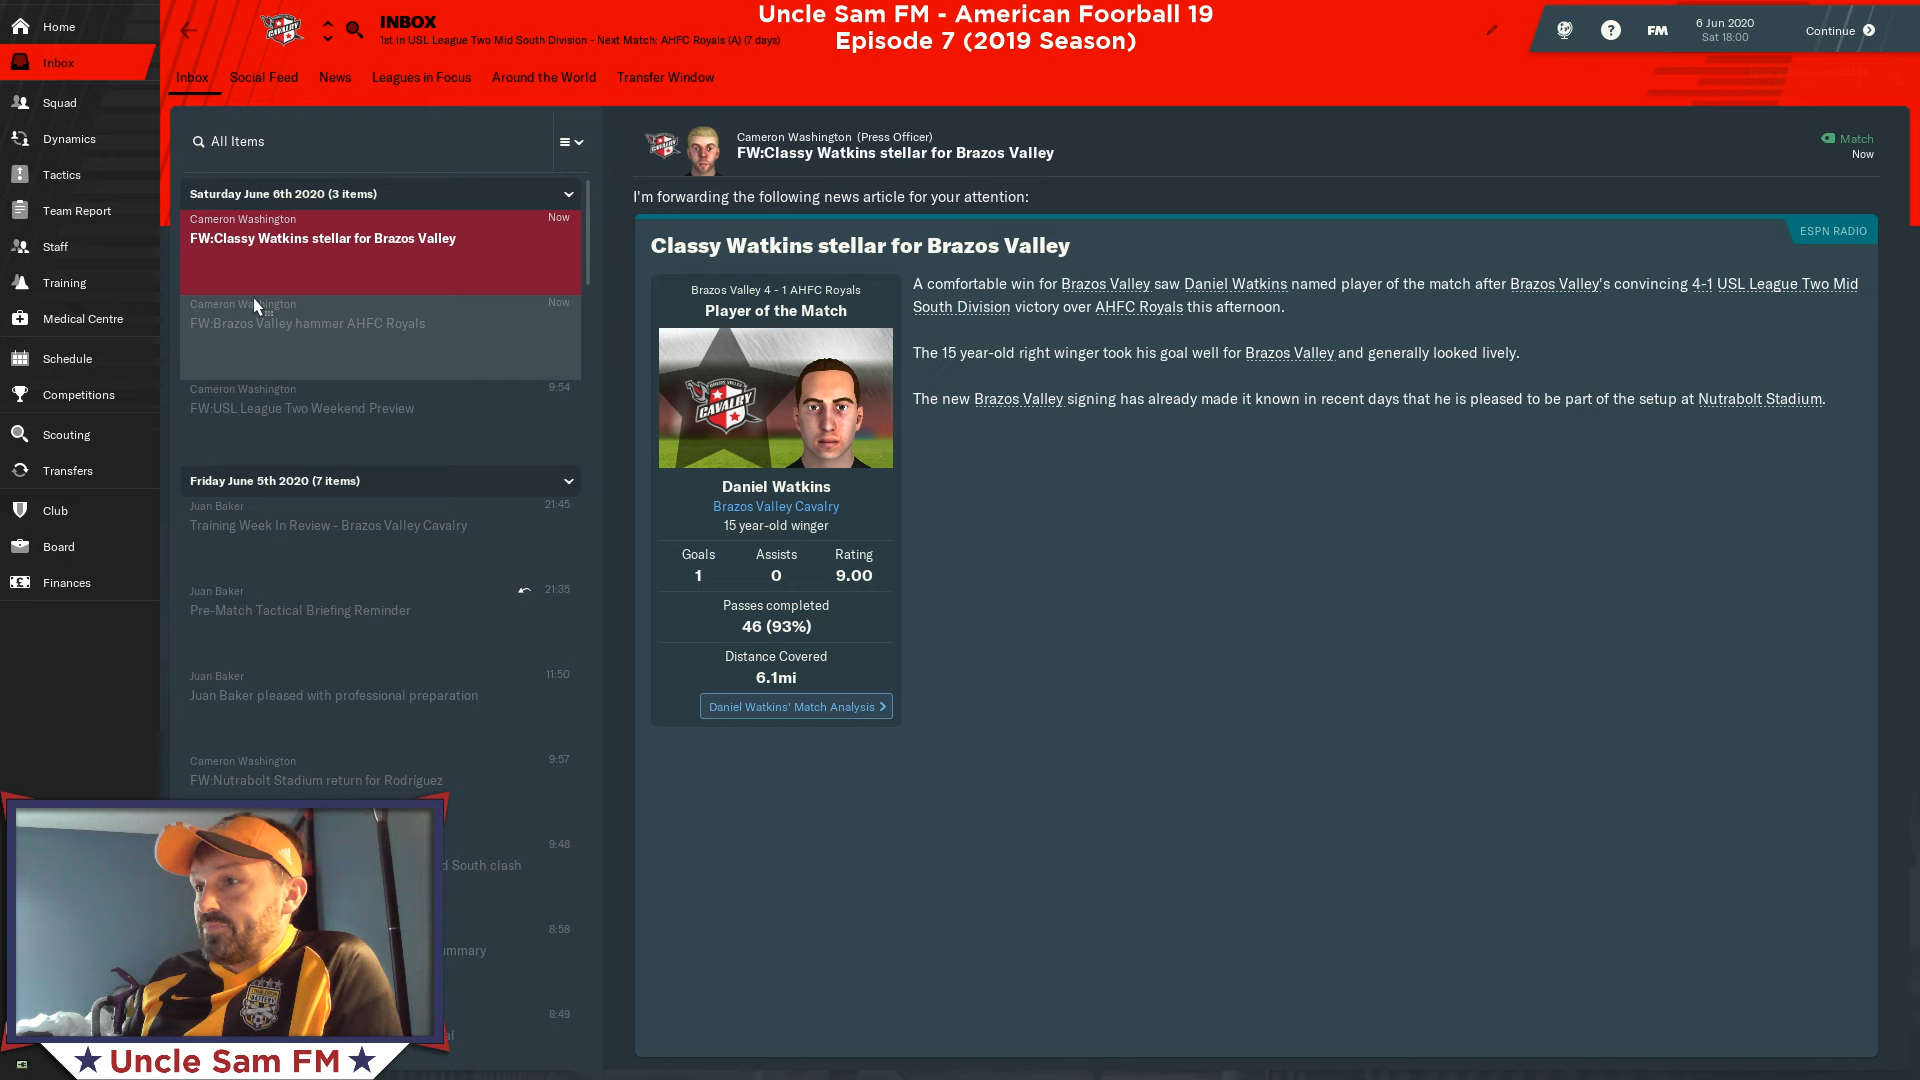 Uncle Sam FM - American Foorball 19
Episode 7 (2019 Season)
Home
Inbox
Squad
Dynamics
Tactics
Team Report
Staff
Training
Medical Centre
Schedule
Competitions
Scouting
Transfers
Club
Board
Finances
INBOX
1st in USL League Two Mid South Division - Next Match: AHFC Royals (A) (7 days)
FM
6 Jun 2020
Sat 18:00
Continue
Inbox
Social Feed
News
Leagues in Focus
Around the World
Transfer Window
All Items
Saturday June 6th 2020 (3 items)
Cameron Washington
Now
FW:Classy Watkins stellar for Brazos Valley
Cameron Washington
Now
FW:Brazos Valley hammer AHFC Royals
Cameron Washington
9:54
FW:USL League Two Weekend Preview
Friday June 5th 2020 (7 items)
Juan Baker
21:45
Training Week In Review - Brazos Valley Cavalry
Juan Baker
21:35
Pre-Match Tactical Briefing Reminder
Juan Baker
11:50
Juan Baker pleased with professional preparation
Cameron Washington
9:57
FW:Nutrabolt Stadium return for Rodríguez
9:48
d South clash
8:58
ummary
8:49
al
Cameron Washington (Press Officer)
FW:Classy Watkins stellar for Brazos Valley
Match
Now
I'm forwarding the following news article for your attention:
ESPN RADIO
Classy Watkins stellar for Brazos Valley
Brazos Valley 4 - 1 AHFC Royals
Player of the Match
CAVALRY
Daniel Watkins
Brazos Valley Cavalry
15 year-old winger
Goals
Assists
Rating
1
0
9.00
Passes completed
46 (93%)
Distance Covered
6.1mi
Daniel Watkins' Match Analysis
A comfortable win for Brazos Valley saw Daniel Watkins named player of the match after Brazos Valley's convincing 4-1 USL League Two Mid
South Division victory over AHFC Royals this afternoon.
The 15 year-old right winger took his goal well for Brazos Valley and generally looked lively.
The new Brazos Valley signing has already made it known in recent days that he is pleased to be part of the setup at Nutrabolt Stadium.
Uncle Sam FM